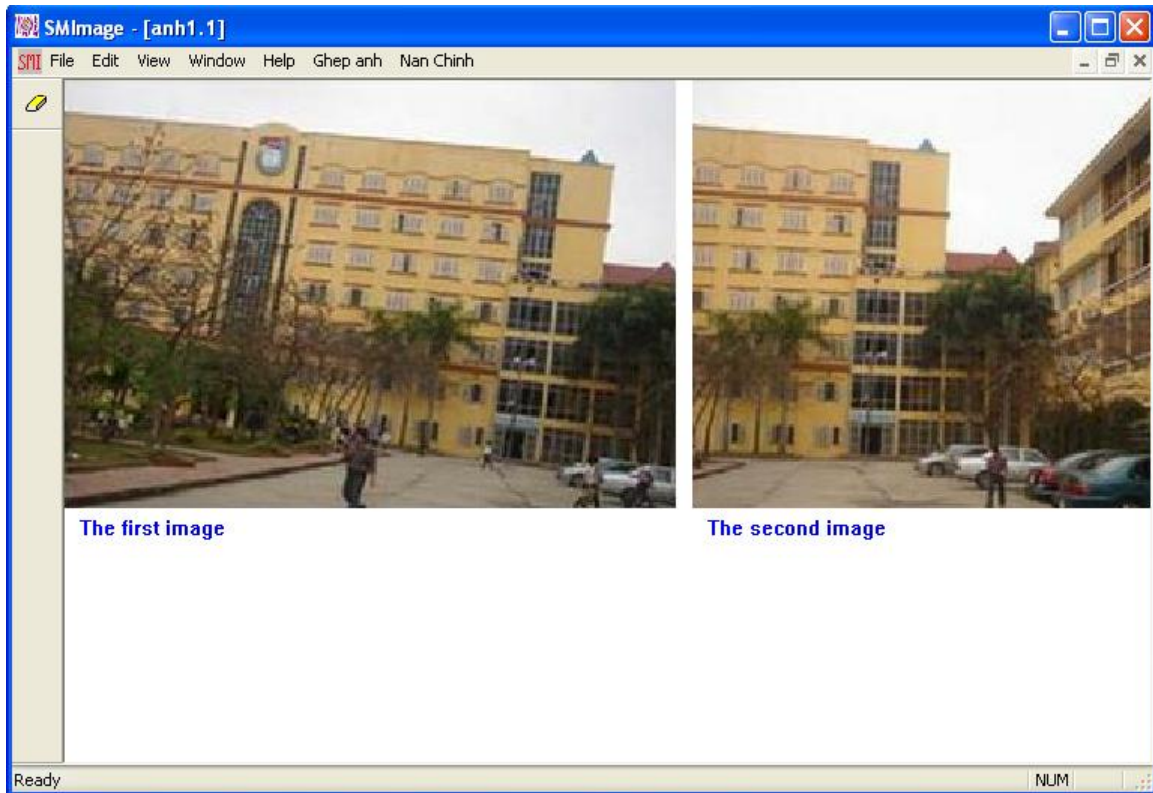 SMImage - [anh1.1]
SMI File Edit View Window Help Ghep anh Nan Chinh
The first image
The second image
Ready NUM